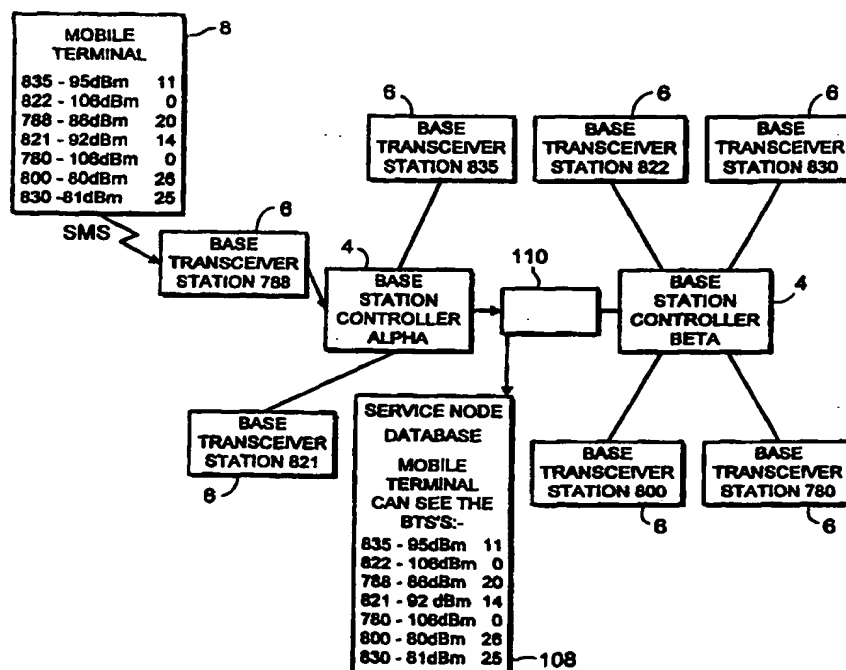 8
MOBILE
TERMINAL
835 - 95dBm 11
822 - 106dBm 0
788 - 86dBm 20
821 - 92dBm 14
780 - 106dBm 0
800 - 80dBm 26
830 -81dBm 25
SMS
6
BASE
TRANSCEIVER
STATION 788
6
BASE
TRANSCEIVER
STATION 835
6
BASE
TRANSCEIVER
STATION 822
6
BASE
TRANSCEIVER
STATION 830
4
BASE
STATION
CONTROLLER
ALPHA
110
4
BASE
STATION
CONTROLLER
BETA
BASE
TRANSCEIVER
STATION 821
6
SERVICE NODE
DATABASE
MOBILE
TERMINAL
CAN SEE THE
BTS'S:-
835 - 95dBm 11
822 - 106dBm 0
788 - 86dBm 20
821 - 92 dBm 14
780 - 106dBm 0
800 - 80dBm 26
830 - 81dBm 25
108
BASE
TRANSCEIVER
STATION 800
6
BASE
TRANSCEIVER
STATION 780
6